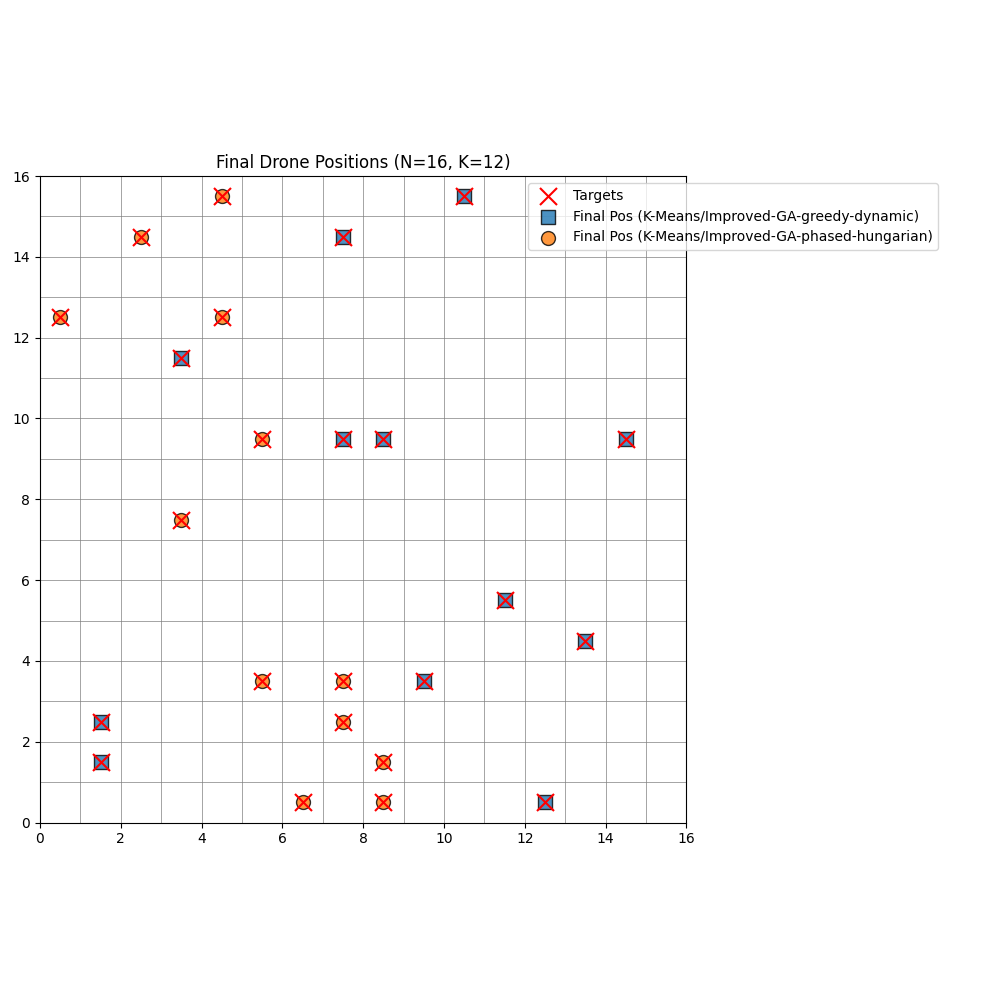 Final Drone Positions (N=16, K=12)
Targets
Final Pos (K-Means/Improved-GA-greedy-dynamic)
Final Pos (K-Means/Improved-GA-phased-hungarian)
16
14
12
10
8
6
4
2
0
0 2 4 6 8 10 12 14 16